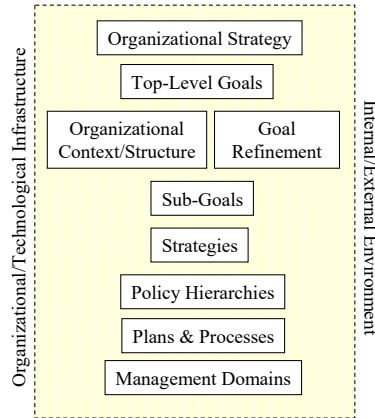 Organizational Strategy
Top-Level Goals
Organizational
Context/Structure
Goal
Refinement
Sub-Goals
Strategies
Policy Hierarchies
Plans & Processes
Management Domains
Organizational/Technological Infrastructure
Internal/External Environment